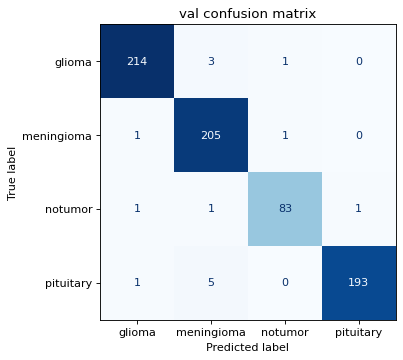 val confusion matrix
True label
glioma 214 3 1 0
meningioma 1 205 1 0
notumor 1 1 83 1
pituitary 1 5 0 193
glioma meningioma notumor pituitary
Predicted label